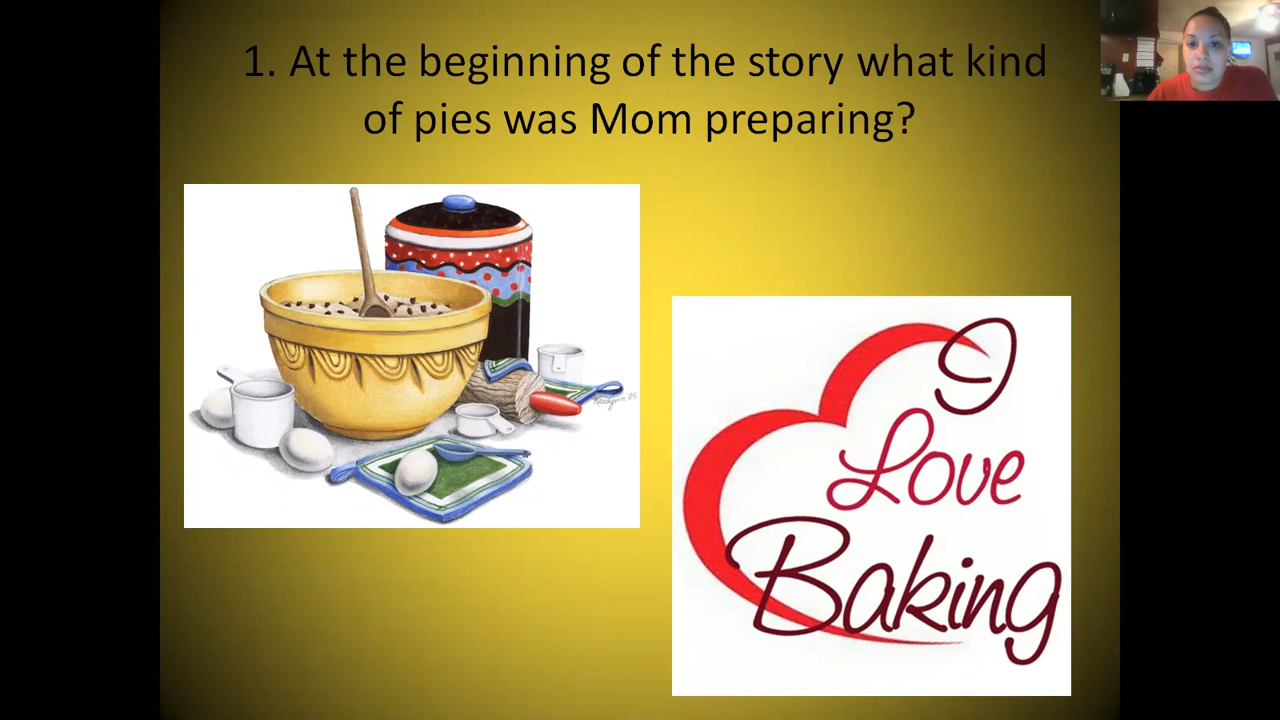 1. At the beginning of the story what kind
of pies was Mom preparing?
I
Love
Baking